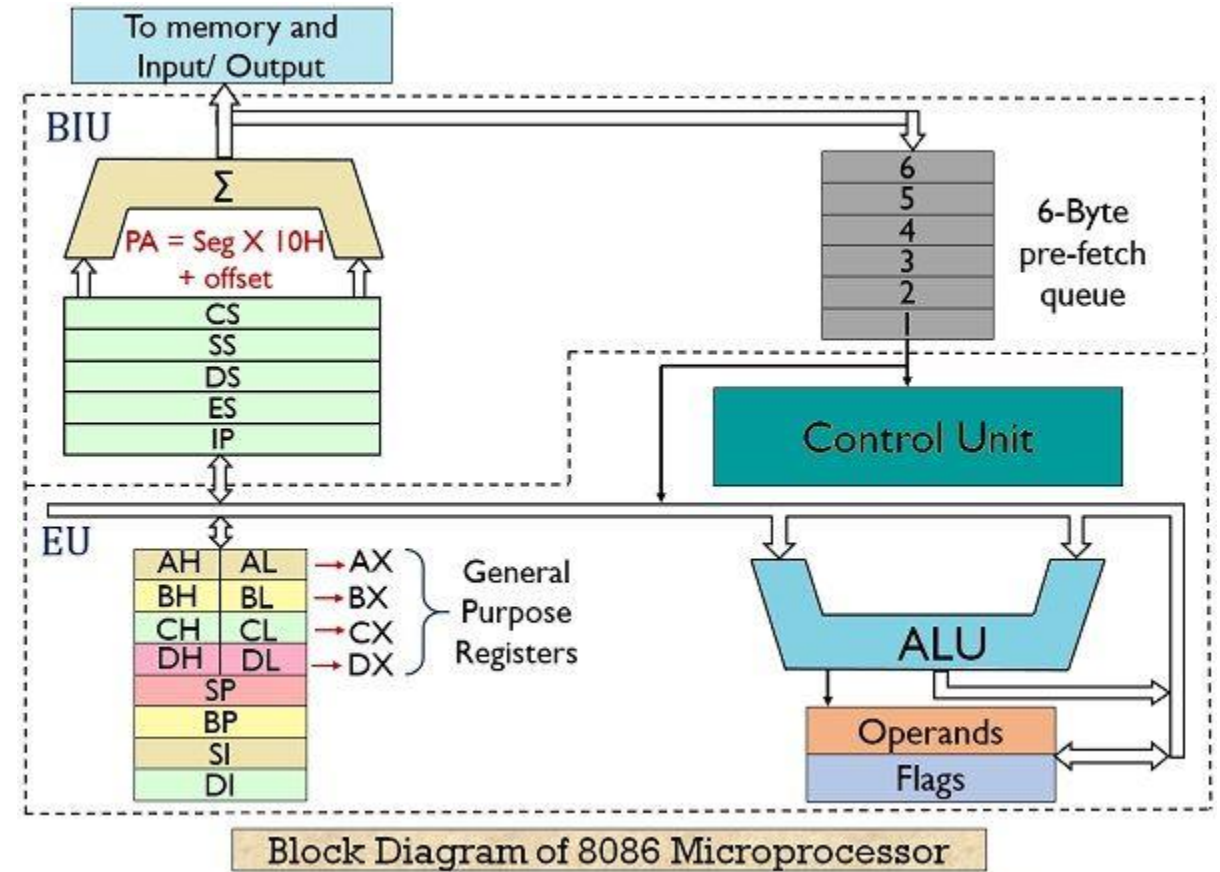 To memory and
Input/ Output
BIU
Σ
PA = Seg X 10H
+ offset
CS
SS
DS
ES
IP
6
5
4
3
2
1
6-Byte
pre-fetch
queue
Control Unit
EU
AH AL → AX
BH BL → BX
CH CL → CX
DH DL → DX
SP
BP
SI
DI
General
Purpose
Registers
ALU
Operands
Flags
Block Diagram of 8086 Microprocessor